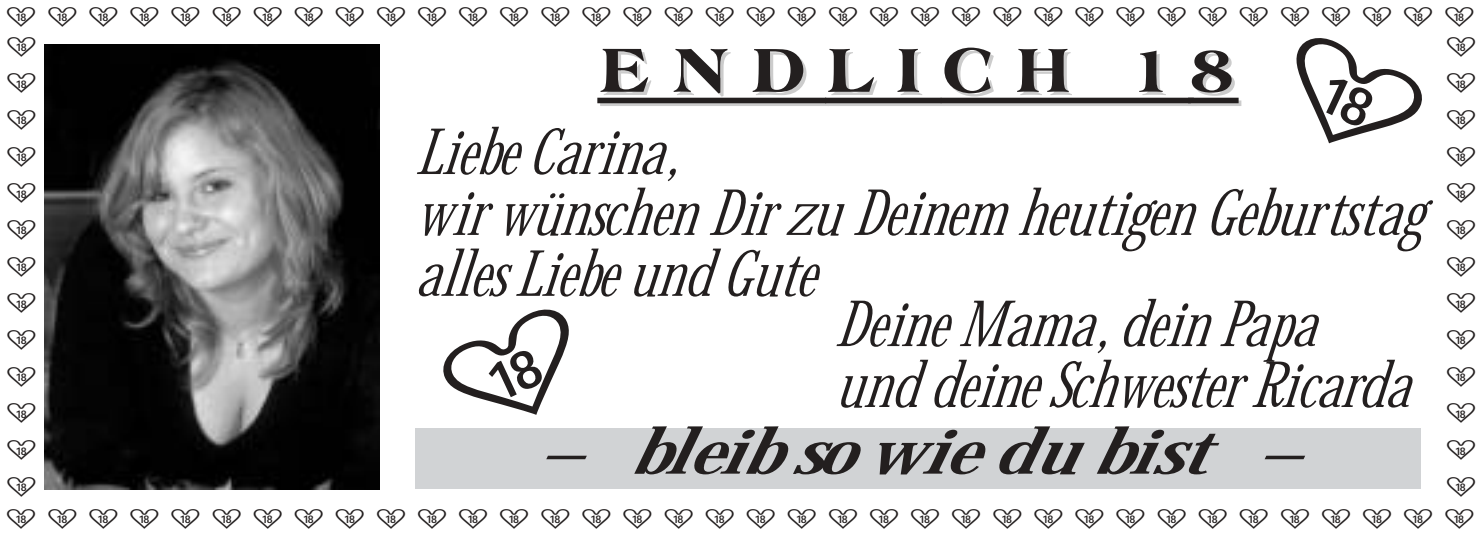 ENDLICH 18
Liebe Carina,
wir wünschen Dir zu Deinem heutigen Geburtstag
alles Liebe und Gute
Deine Mama, dein Papa
und deine Schwester Ricarda
– bleib so wie du bist –
18
18